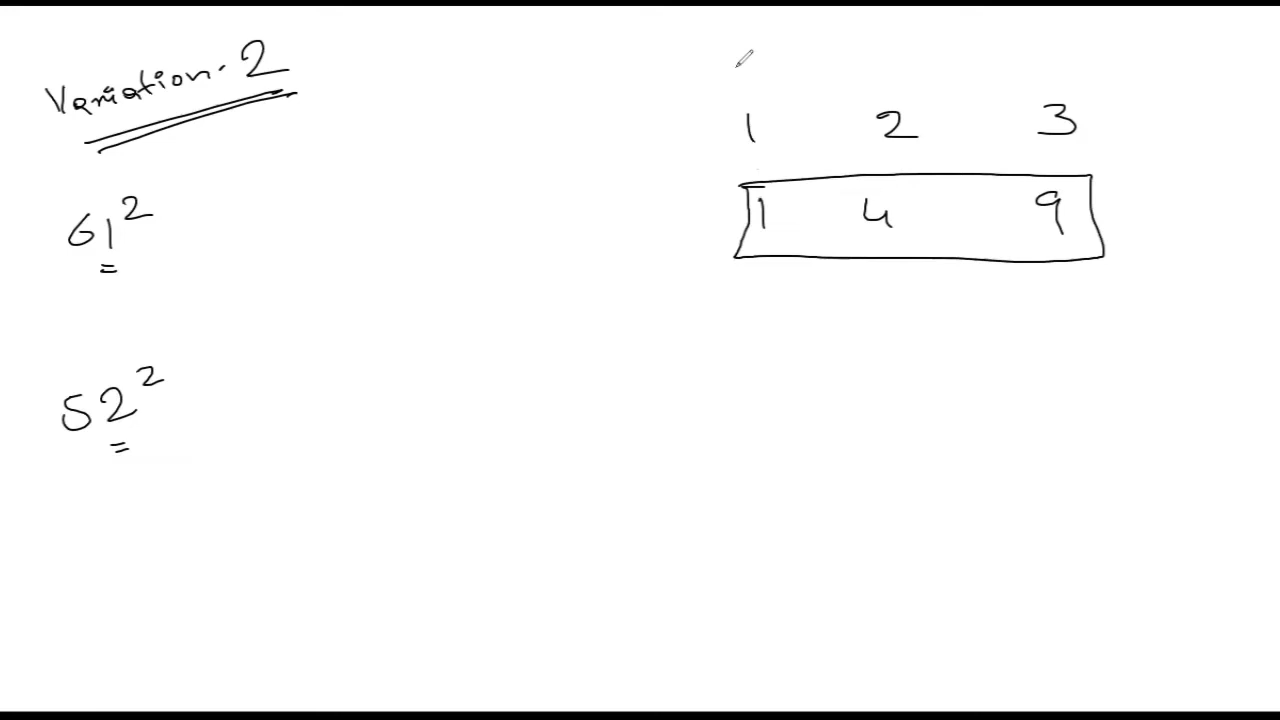 Variation. 2
1 2 3
61²
1 4 9
52²